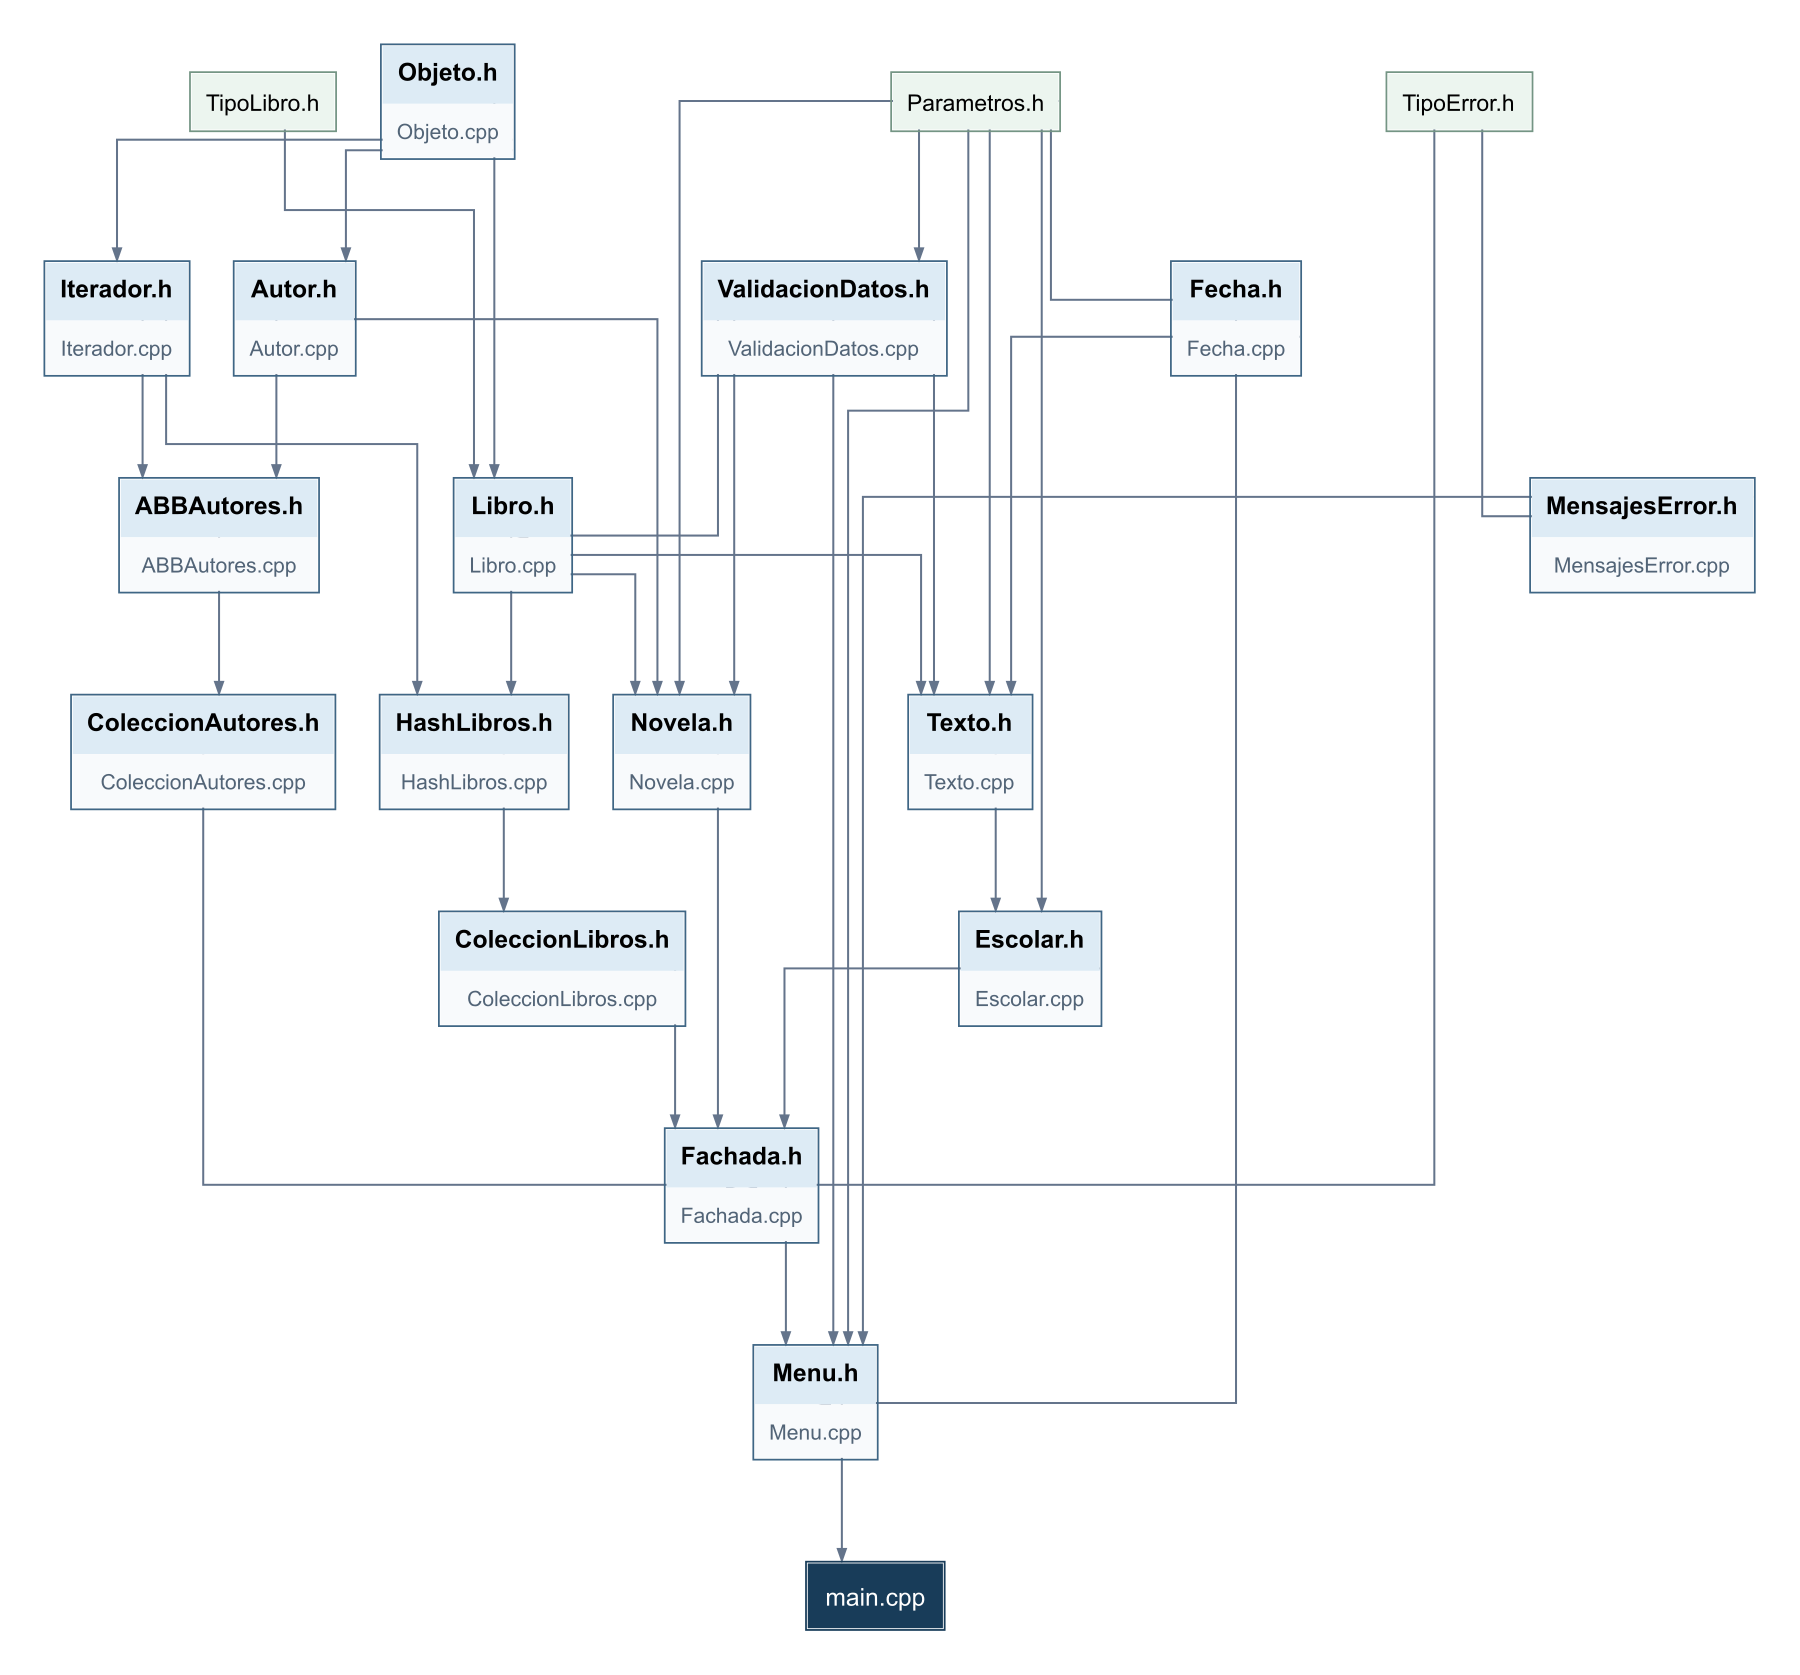 TipoLibro.h
Objeto.h
Objeto.cpp
Parametros.h
TipoError.h
Iterador.h
Iterador.cpp
Autor.h
Autor.cpp
ValidacionDatos.h
ValidacionDatos.cpp
Fecha.h
Fecha.cpp
ABBAutores.h
ABBAutores.cpp
Libro.h
Libro.cpp
MensajesError.h
MensajesError.cpp
ColeccionAutores.h
ColeccionAutores.cpp
HashLibros.h
HashLibros.cpp
Novela.h
Novela.cpp
Texto.h
Texto.cpp
ColeccionLibros.h
ColeccionLibros.cpp
Escolar.h
Escolar.cpp
Fachada.h
Fachada.cpp
Menu.h
Menu.cpp
main.cpp